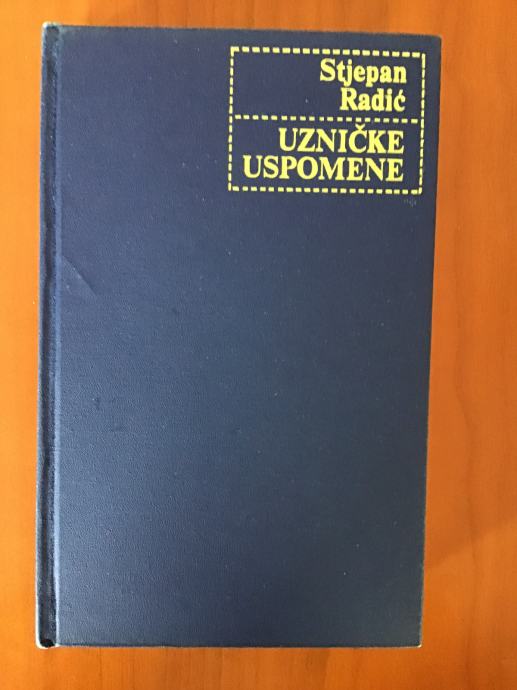 Stjepan
Radić
UZNIČKE
USPOMENE